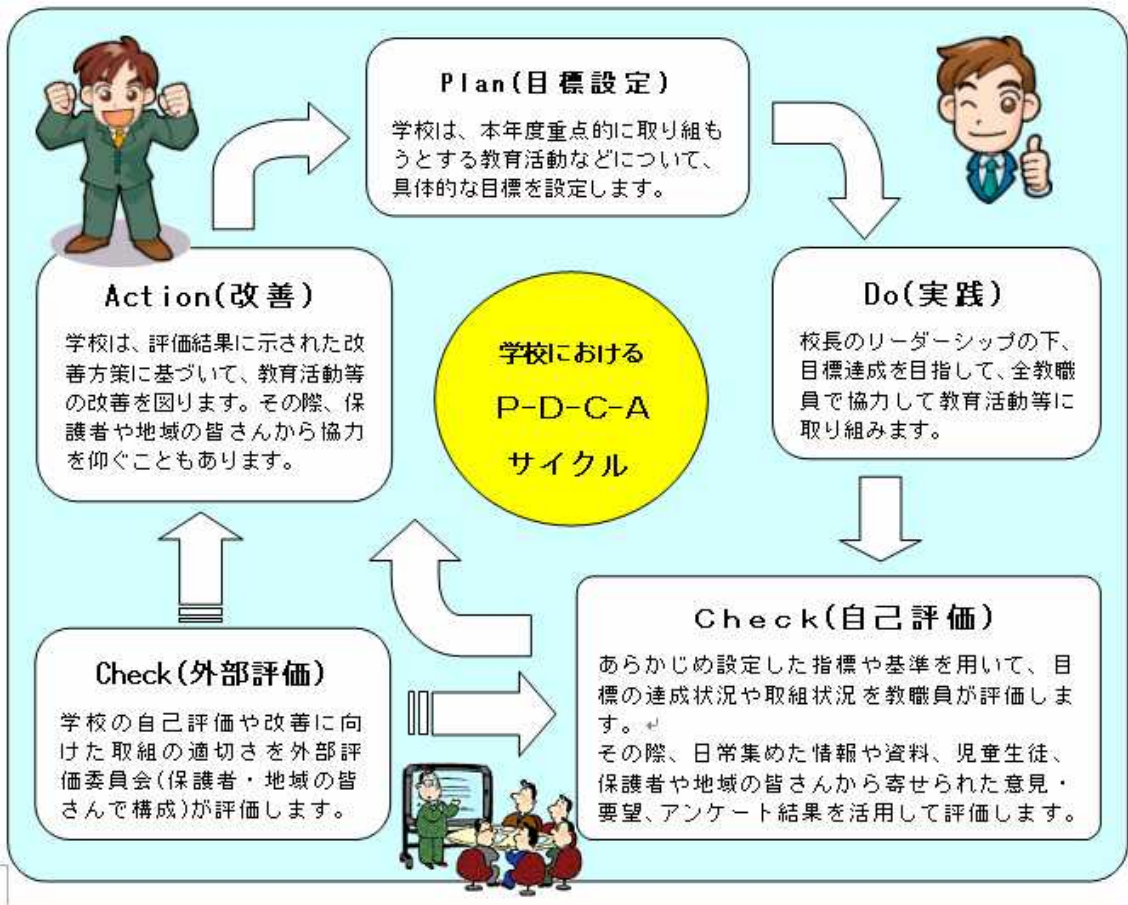 Plan(目標設定)
学校は、本年度重点的に取り組も
うとする教育活動などについて、
具体的な目標を設定します。
Action(改善)
学校は、評価結果に示された改
善方策に基づいて、教育活動等
の改善を図ります。その際、保
護者や地域の皆さんから協力
を仰ぐこともあります。
学校における
P-D-C-A
サイクル
Do(実践)
校長のリーダーシップの下、
目標達成を目指して、全教職
員で協力して教育活動等に
取り組みます。
Check(外部評価)
学校の自己評価や改善に向
けた取組の適切さを外部評
価委員会(保護者・地域の皆
さんで構成)が評価します。
Check(自己評価)
あらかじめ設定した指標や基準を用いて、目
標の達成状況や取組状況を教職員が評価しま
す。↵
その際、日常集めた情報や資料、児童生徒、
保護者や地域の皆さんから寄せられた意見・
要望、アンケート結果を活用して評価します。